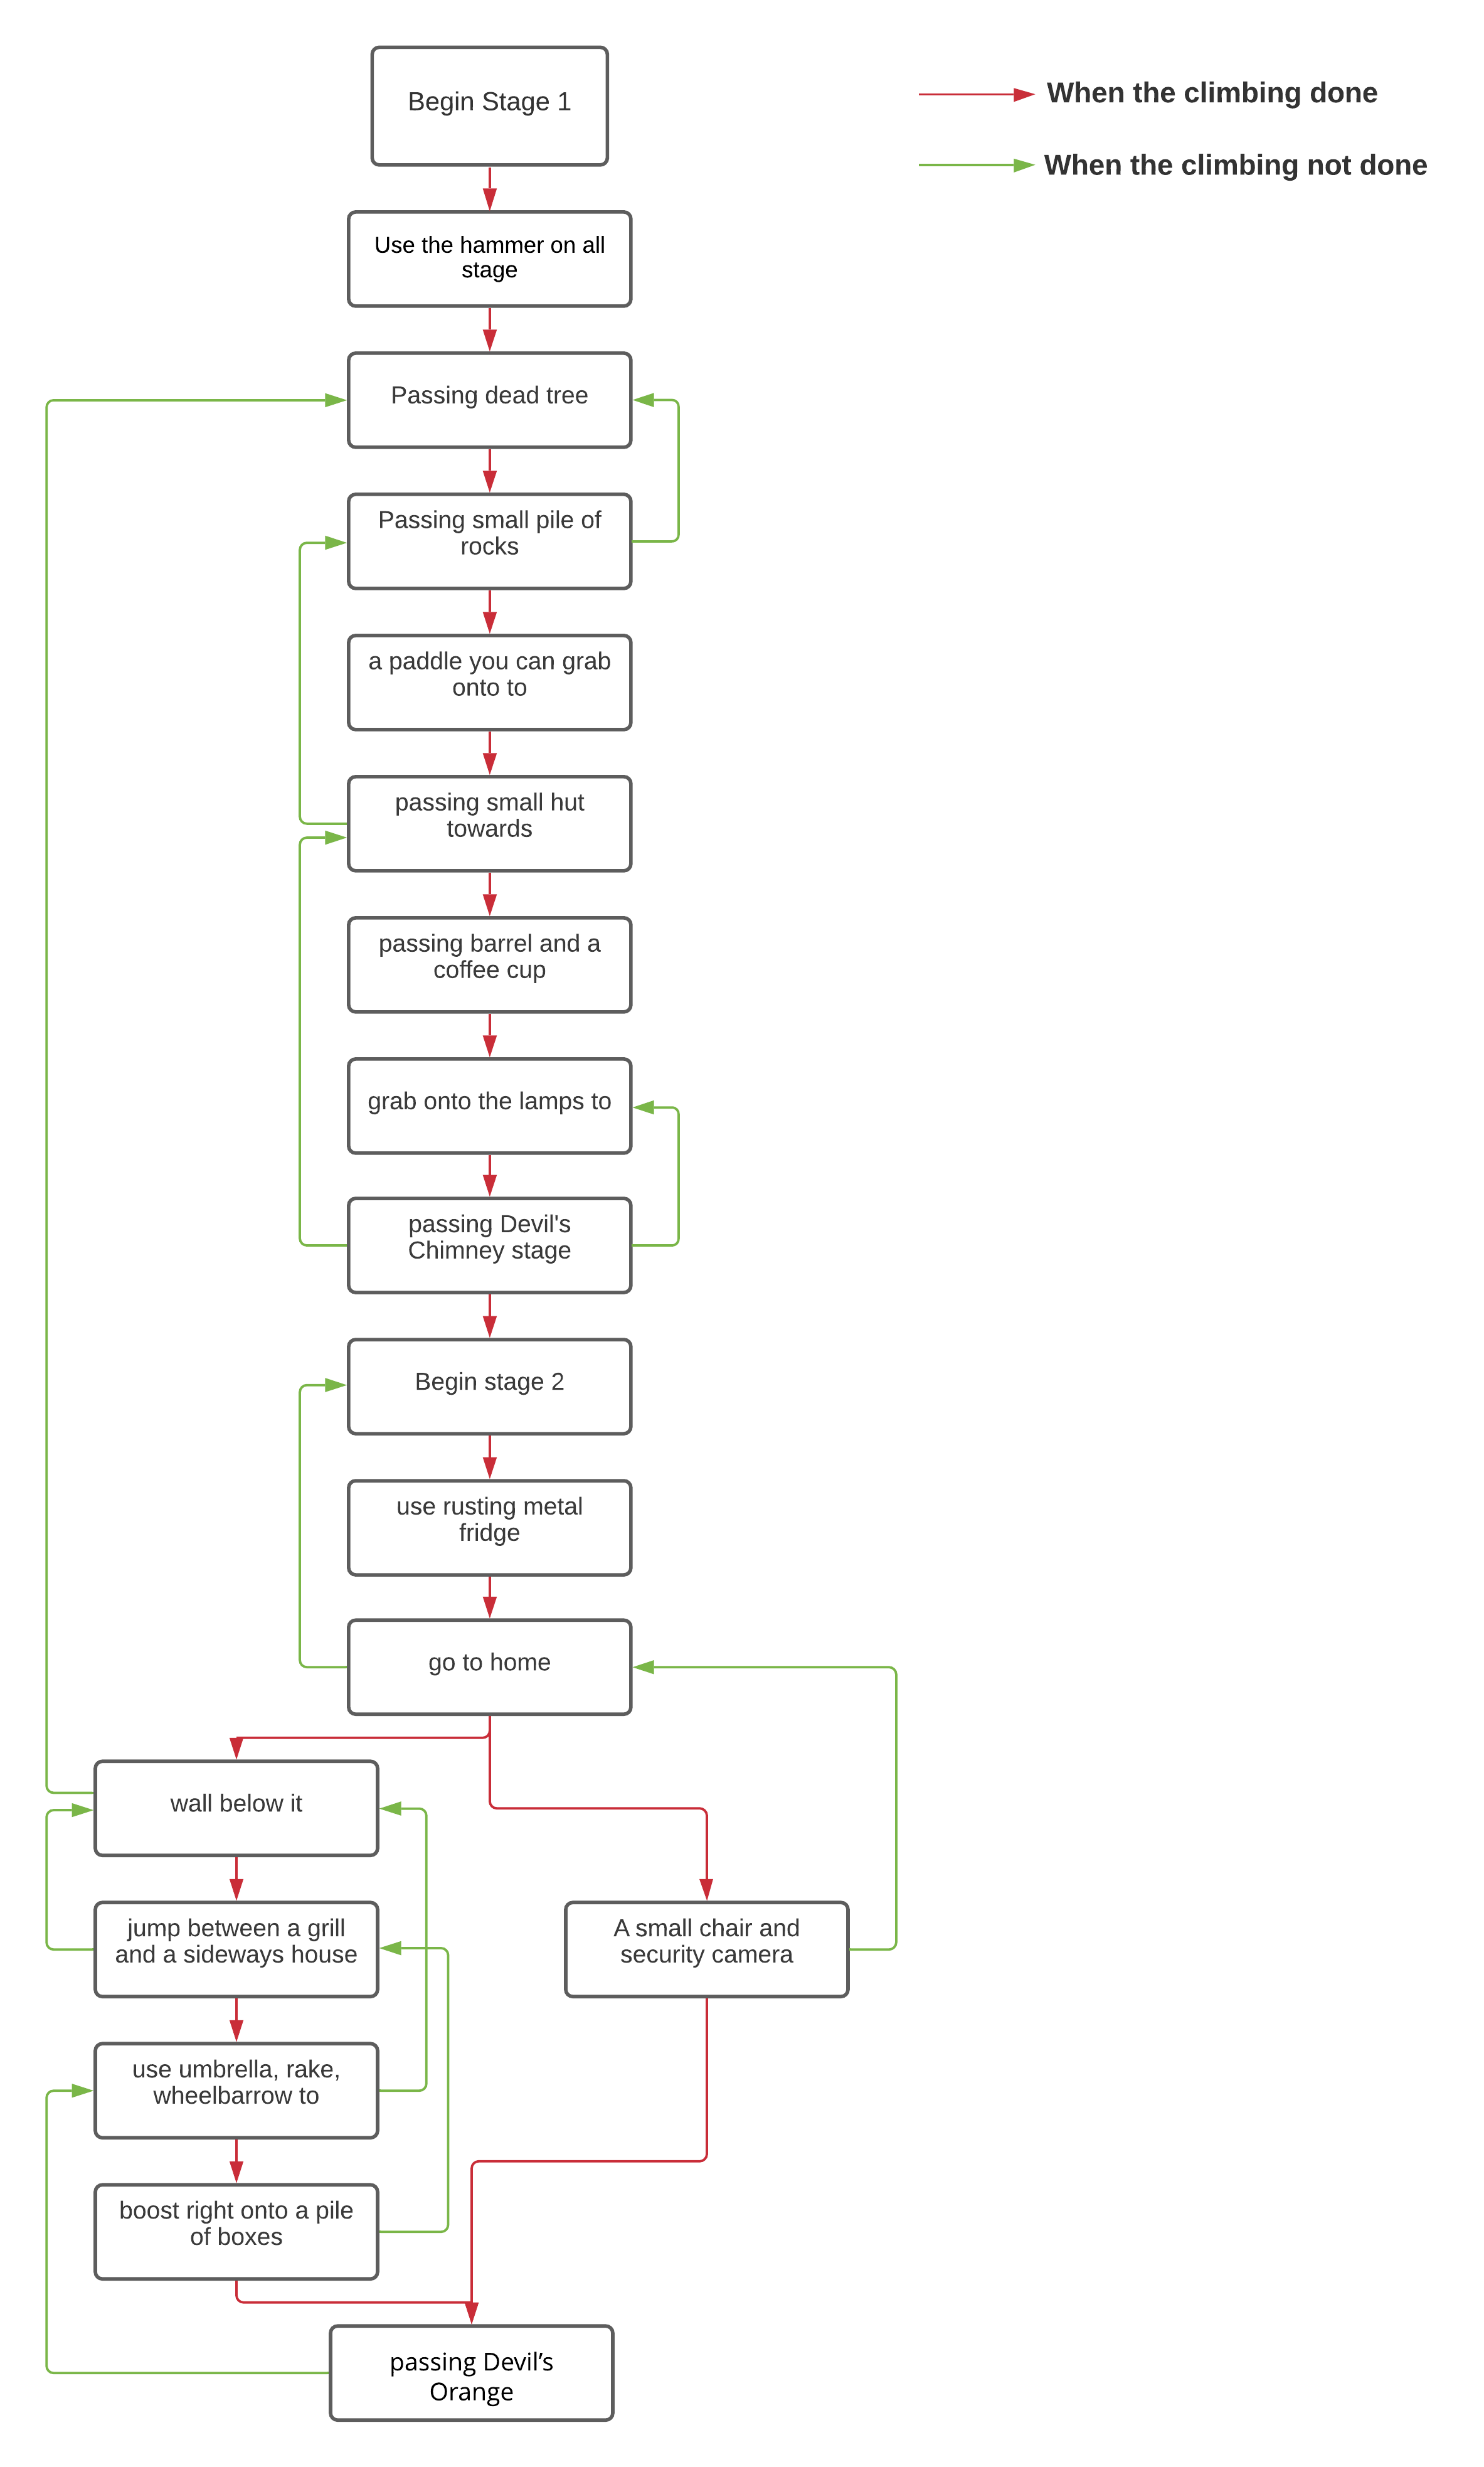 Begin Stage 1
When the climbing done
When the climbing not done
Use the hammer on all
stage
Passing dead tree
Passing small pile of
rocks
a paddle you can grab
onto to
passing small hut
towards
passing barrel and a
coffee cup
grab onto the lamps to
passing Devil's
Chimney stage
Begin stage 2
use rusting metal
fridge
go to home
wall below it
jump between a grill
and a sideways house
A small chair and
security camera
use umbrella, rake,
wheelbarrow to
boost right onto a pile
of boxes
passing Devil’s
Orange